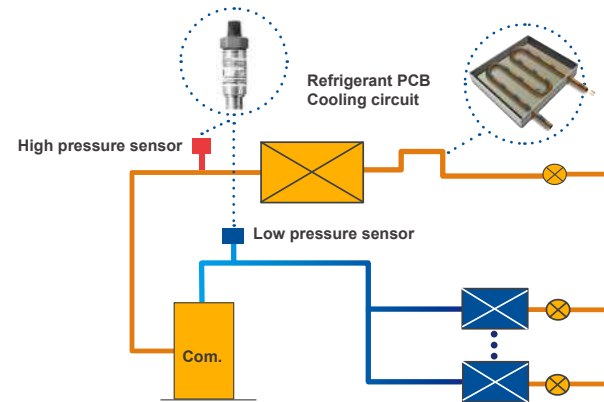 Refrigerant PCB
Cooling circuit
High pressure sensor
Low pressure sensor
Com.